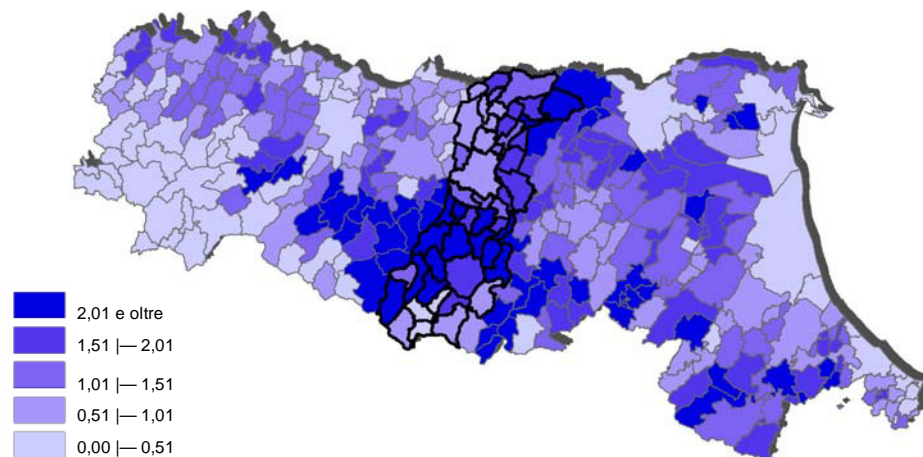 2,01 e oltre
1,51 |— 2,01
1,01 |— 1,51
0,51 |— 1,01
0,00 |— 0,51